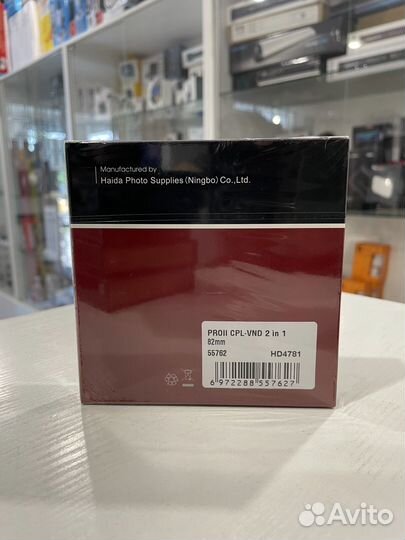 Manufactured by
Haida Photo Supplies (Ningbo) Co.,Ltd.
PROII CPL-VND 2 in 1
82mm
55762 HD4781
6 972288 557627
Avito